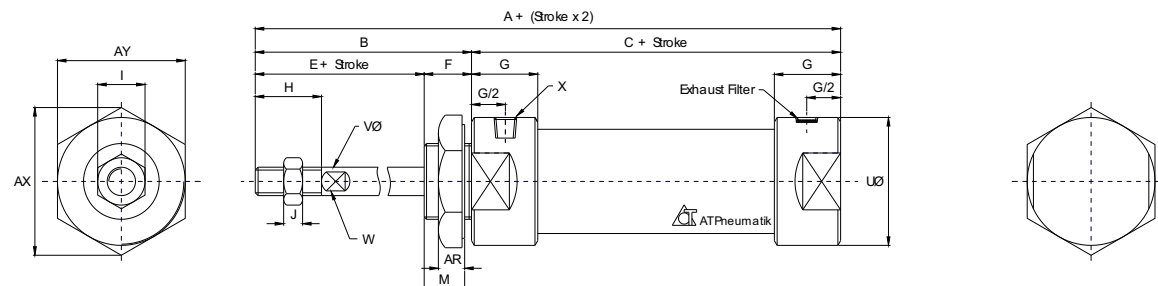 A + (Stroke x 2)
B
C + Stroke
AY
I
E + Stroke
F
G
G
H
G/2
X
Exhaust Filter
G/2
VØ
AX
UØ
J
W
ATPneumatik
AR
M